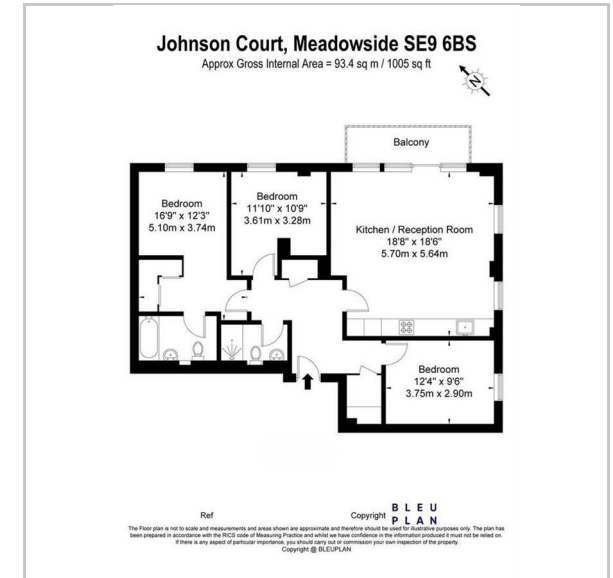 Johnson Court, Meadowside SE9 6BS
Approx Gross Internal Area = 93.4 sq m / 1005 sq ft
N
Balcony
Bedroom
16'9" x 12'3"
5.10m x 3.74m
Bedroom
11'10" x 10'9"
3.61m x 3.28m
Kitchen / Reception Room
18'8" x 18'6"
5.70m x 5.64m
Bedroom
12'4" x 9'6"
3.75m x 2.90m
Ref
Copyright
BLEU
PLAN
The Floor plan is not to scale and measurements and areas shown are approximate and therefore should be used for illustrative purposes only. The plan has
been prepared in accordance with the RICS code of Measuring Practice and whilst we have confidence in the information produced it must not be relied on.
If there is any aspect of particular importance, you should carry out or commission your own inspection of the property.
Copyright @ BLEUPLAN